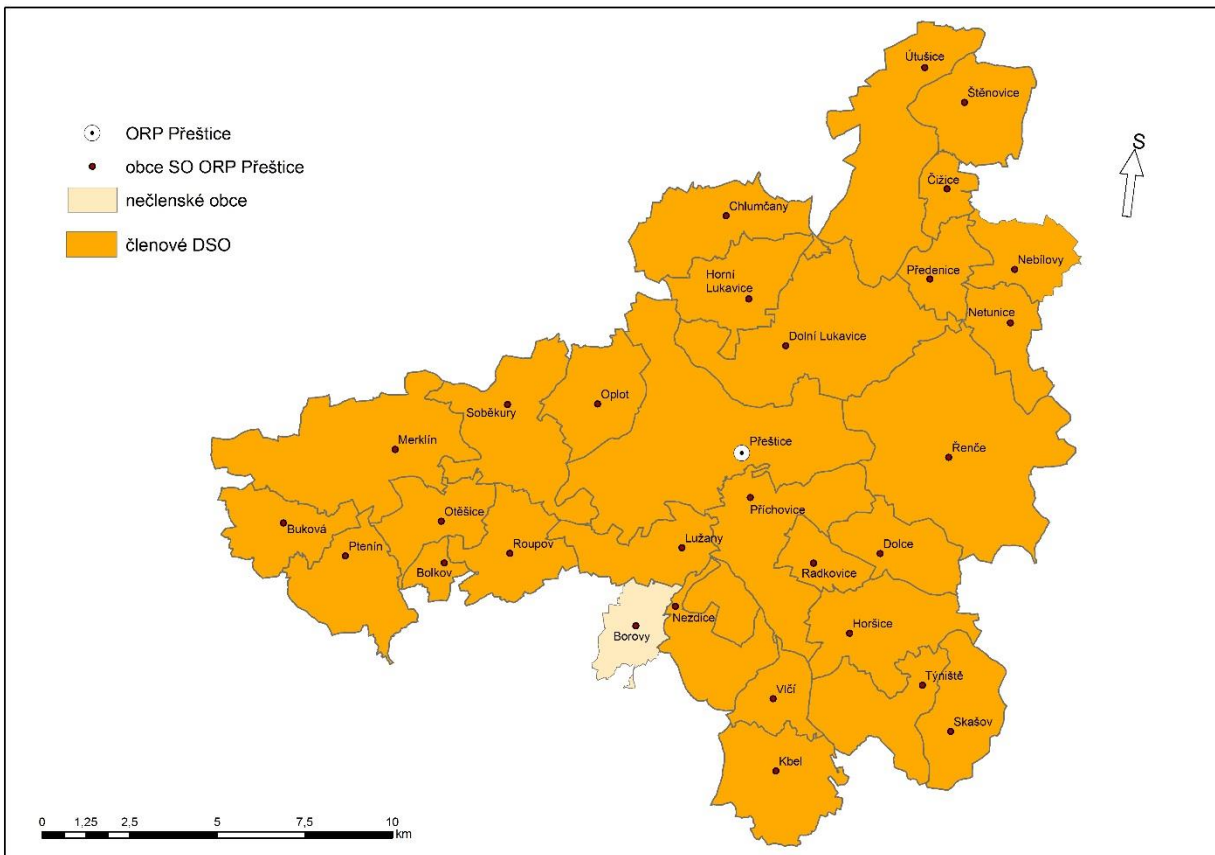 Útušice
Štěnovice
ORP Přeštice
S
obce SO ORP Přeštice
Čížice
nečlenské obce
Chlumčany
členové DSO
Předenice
Nebílovy
Horní
Lukavice
Netunice
Dolní Lukavice
Oplot
Soběkury
Merklín
Přeštice
Řenče
Příchovice
Otěšice
Buková
Roupov
Lužany
Dolce
Ptenín
Bolkov
Radkovice
Nezdice
Borovy
Horšice
Týniště
Vlčí
Skašov
Kbel
0 1,25 2,5 5 7,5 10
km